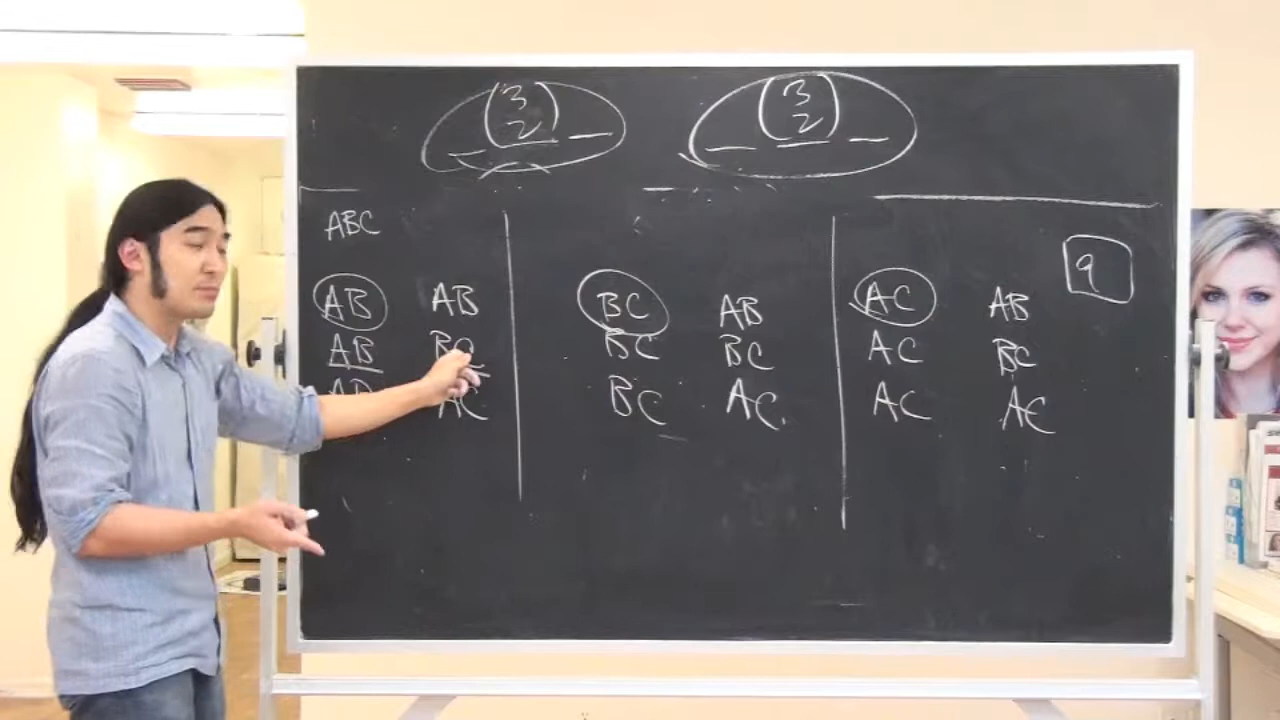 (3 2) (3 2)
ABC
9
AB AB BC AB AC AB
AB BC BC BC AC BC
AC BC AC AC AC